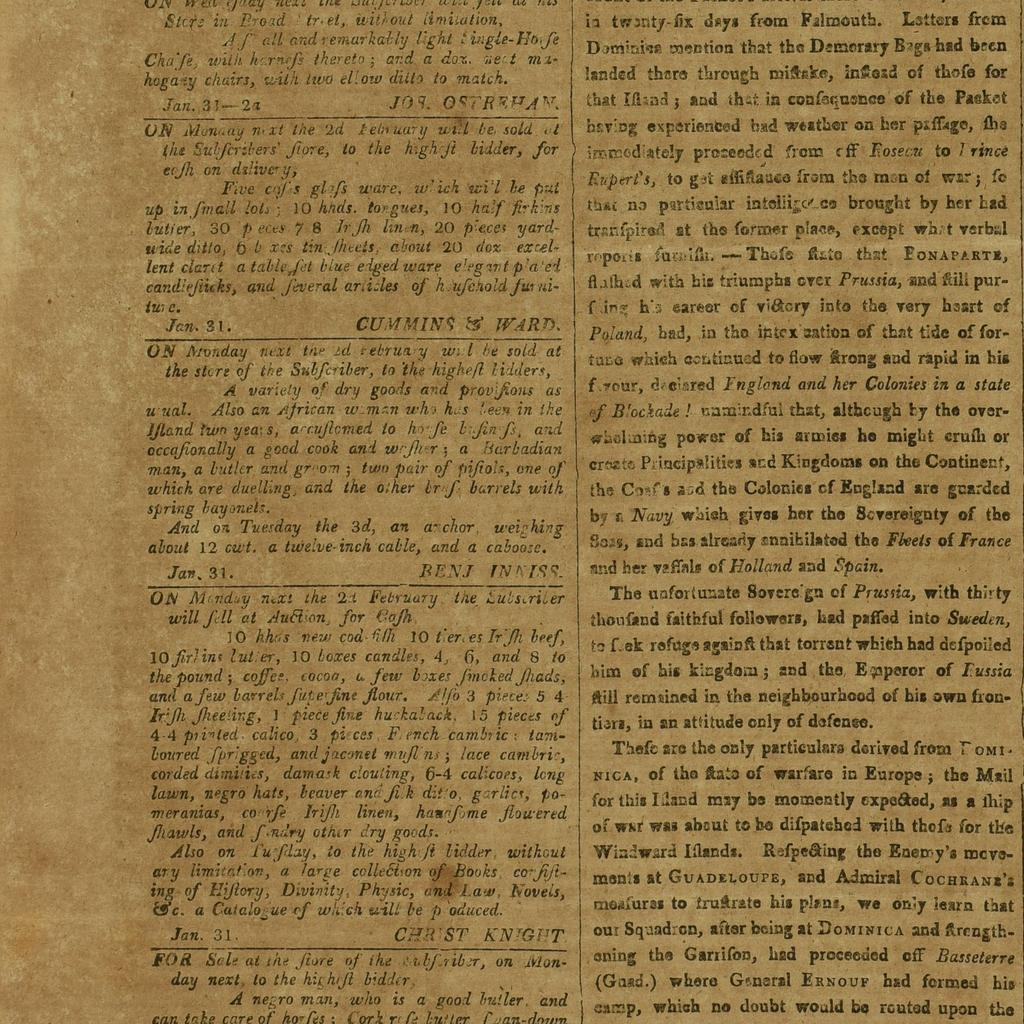 ON Wednesday next the Subscriber will sell at his
Store in Broad street, without limitation,
A small and remarkably light Single-Horse
Chaise, with harness thereto; and a doz. neat ma-
hogany chairs, with two elbow ditto to match.
Jan. 31—2a JOS. OSTREHAN.
ON Monday next the 2d February will be sold at
the Subscribers' store, to the highest bidder, for
cash on delivery,
Five casks glass ware, which will be put
up in small lots; 10 hhds. tongues, 10 half firkins
butter, 30 pieces 7 8 Irish linen, 20 pieces yard-
wide ditto, 6 boxes tin sheets, about 20 doz excel-
lent claret a table set blue edged ware elegant plated
candlesticks, and several articles of houshold furni-
ture.
Jan. 31. CUMMINS & WARD.
ON Monday next the 2d February will be sold at
the store of the Subscriber, to the highest bidders,
A variety of dry goods and provisions as
usual. Also an African woman who has been in the
Island two years, accustomed to house business, and
occasionally a good cook and washer; a Barbadian
man, a butler and groom; two pair of pistols, one of
which are duelling, and the other brass barrels with
spring bayonets.
And on Tuesday the 3d, an anchor, weighing
about 12 cwt. a twelve-inch cable, and a caboose.
Jan. 31. BENJ INNISS.
ON Monday next the 2d February the Subscriber
will sell at Auction, for Cash,
10 hhds new cod-fish 10 tierces Irish beef,
10 firkins butter, 10 boxes candles, 4, 6, and 8 to
the pound; coffee, cocoa, a few boxes smoked shads,
and a few barrels superfine flour. Also 3 pieces 5 4
Irish sheeting, 1 piece fine huckaback, 15 pieces of
4-4 printed calico, 3 pieces French cambric: tam-
boured sprigged, and jaconet muslins; lace cambric,
corded dimities, damask clouting, 6-4 calicoes, long
lawn, negro hats, beaver and silk ditto, garlics, po-
meranias, coarse Irish linen, hansome flowered
shawls, and sundry other dry goods.
Also on Tuesday, to the highest bidder, without
any limitation, a large collection of Books, consist-
ing of History, Divinity, Physic, and Law, Novels,
&c. a Catalogue of which will be produced.
Jan. 31. CHRIST KNIGHT
FOR Sale at the store of the subscriber, on Mon-
day next, to the highest bidder,
A negro man, who is a good butler, and
can take care of horses; Cork rose butter
in twenty-six days from Falmouth. Letters from
Dominica mention that the Demerary Bags had been
landed there through mistake, instead of those for
that Island; and that in consequence of the Packet
having experienced bad weather on her passage, she
immediately proceeded from off Roseau to Prince
Rupert's, to get assistance from the men of war; so
that no particular intelligence brought by her had
transpired at the former place, except what verbal
reports furnish. — These state that BONAPARTE,
flushed with his triumphs over Prussia, and still pur-
suing his career of victory into the very heart of
Poland, had, in the intoxication of that tide of for-
tune which continued to flow strong and rapid in his
favour, declared England and her Colonies in a state
of Blockade! unmindful that, although by the over-
whelming power of his armies he might crush or
create Principalities and Kingdoms on the Continent,
the Coasts and the Colonies of England are guarded
by a Navy which gives her the Sovereignty of the
Seas, and has already annihilated the Fleets of France
and her vassals of Holland and Spain.
The unfortunate Sovereign of Prussia, with thirty
thousand faithful followers, had passed into Sweden,
to seek refuge against that torrent which had despoiled
him of his kingdom; and the Emperor of Russia
still remained in the neighbourhood of his own fron-
tiers, in an attitude only of defense.
These are the only particulars derived from DOMI-
NICA, of the state of warfare in Europe; the Mail
for this Island may be momently expected, as a ship
of war was about to be dispatched with those for the
Windward Islands. Respecting the Enemy's move-
ments at GUADELOUPE, and Admiral COCHRANE's
measures to frustrate his plans, we only learn that
our Squadron, after being at DOMINICA and strength-
ening the Garrison, had proceeded off Basseterre
(Guad.) where General ERNOUF had formed his
camp, which no doubt would be routed upon the